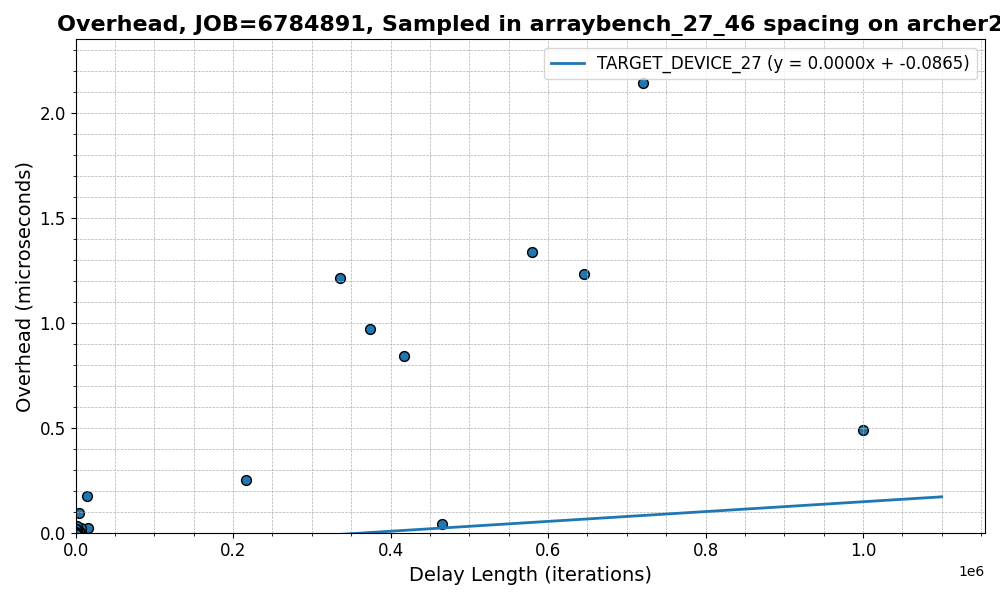 Overhead, JOB=6784891, Sampled in arraybench_27_46 spacing on archer2
TARGET_DEVICE_27 (y = 0.0000x + -0.0865)
Overhead (microseconds)
2.0
1.5
1.0
0.5
0.0
0.0 0.2 0.4 0.6 0.8 1.0
1e6
Delay Length (iterations)